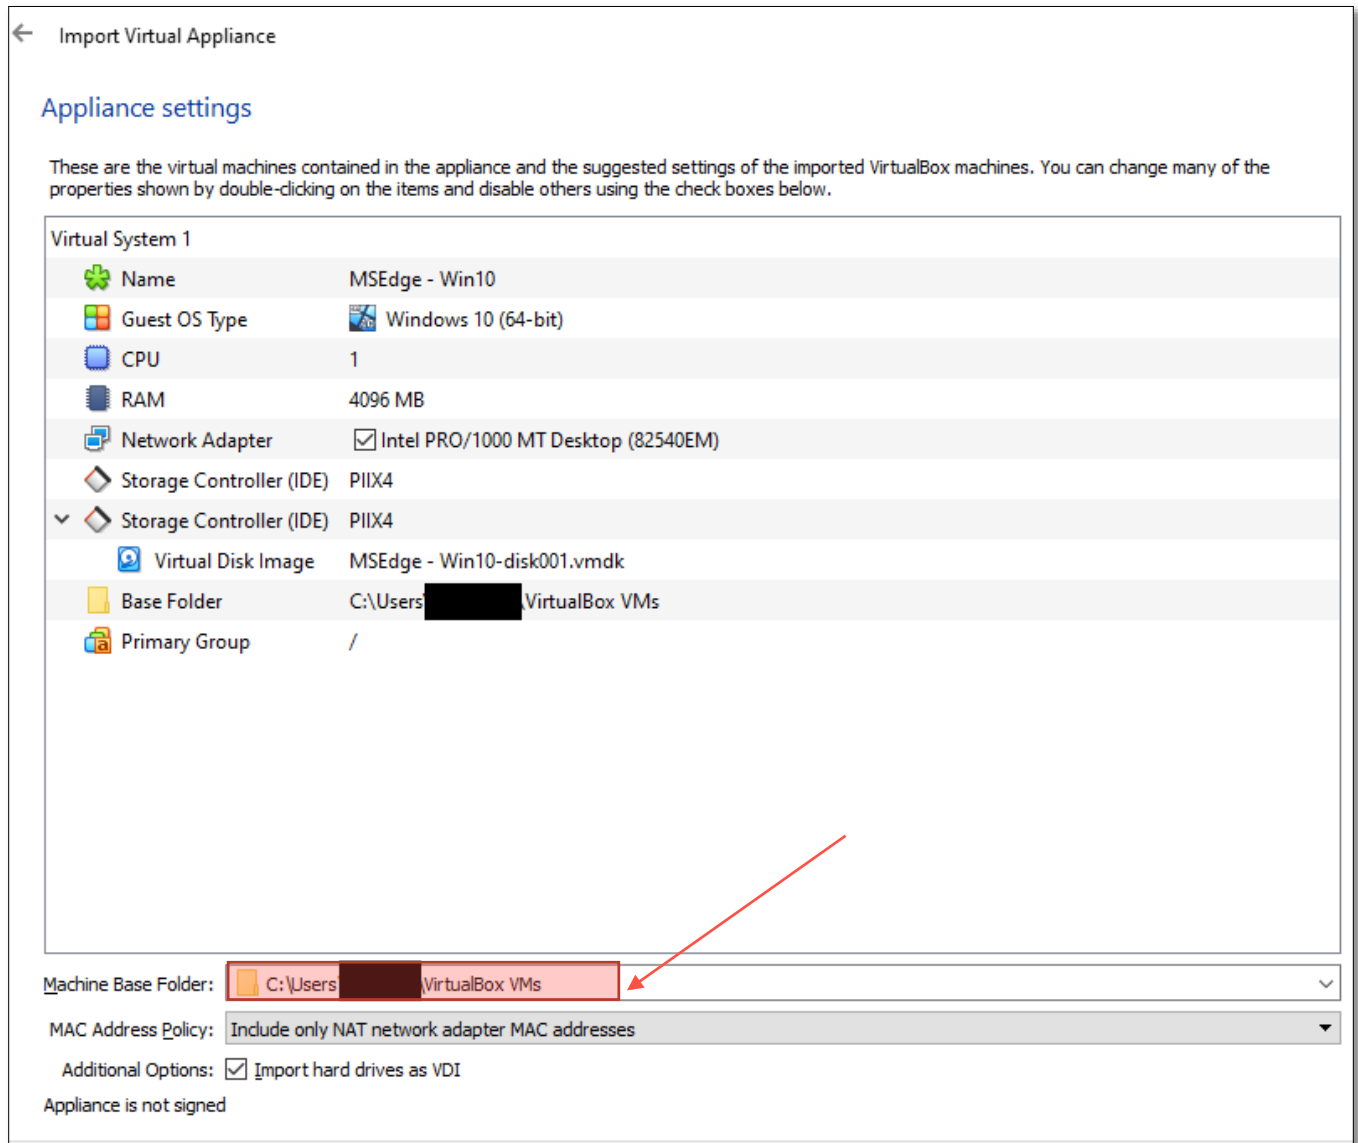 Import Virtual Appliance
Appliance settings
These are the virtual machines contained in the appliance and the suggested settings of the imported VirtualBox machines. You can change many of the
properties shown by double-clicking on the items and disable others using the check boxes below.
Virtual System 1
Name MSEdge - Win10
Guest OS Type Windows 10 (64-bit)
CPU 1
RAM 4096 MB
Network Adapter Intel PRO/1000 MT Desktop (82540EM)
Storage Controller (IDE) PIIX4
Storage Controller (IDE) PIIX4
Virtual Disk Image MSEdge - Win10-disk001.vmdk
Base Folder C:\Users\ \VirtualBox VMs
Primary Group /
Machine Base Folder: C:\Users\ \VirtualBox VMs
MAC Address Policy: Include only NAT network adapter MAC addresses
Additional Options: Import hard drives as VDI
Appliance is not signed